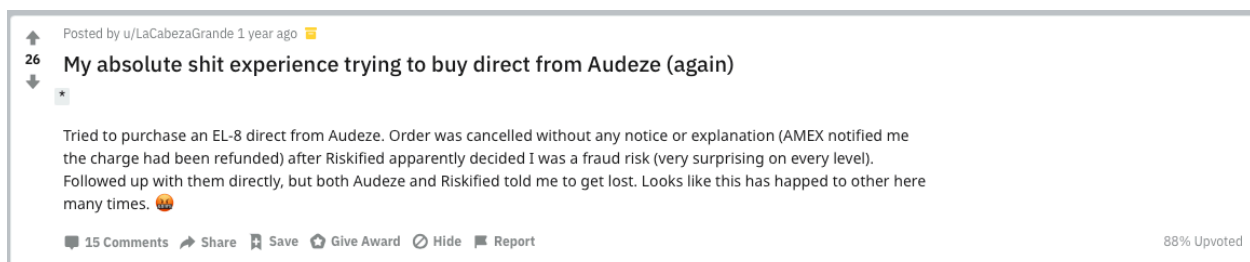 Posted by u/LaCabezaGrande 1 year ago
26
My absolute shit experience trying to buy direct from Audeze (again)
*
Tried to purchase an EL-8 direct from Audeze. Order was cancelled without any notice or explanation (AMEX notified me
the charge had been refunded) after Riskified apparently decided I was a fraud risk (very surprising on every level).
Followed up with them directly, but both Audeze and Riskified told me to get lost. Looks like this has happed to other here
many times. 🤬
15 Comments Share Save Give Award Hide Report 88% Upvoted